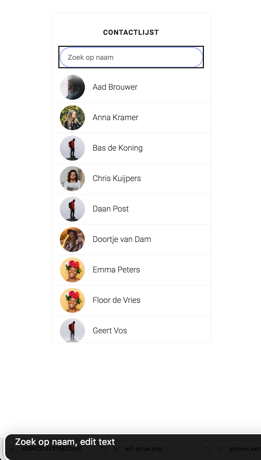 CONTACTLIJST
Zoek op naam
Aad Brouwer
Anna Kramer
Bas de Koning
Chris Kuijpers
Daan Post
Doortje van Dam
Emma Peters
Floor de Vries
Geert Vos
Zoek op naam, edit text